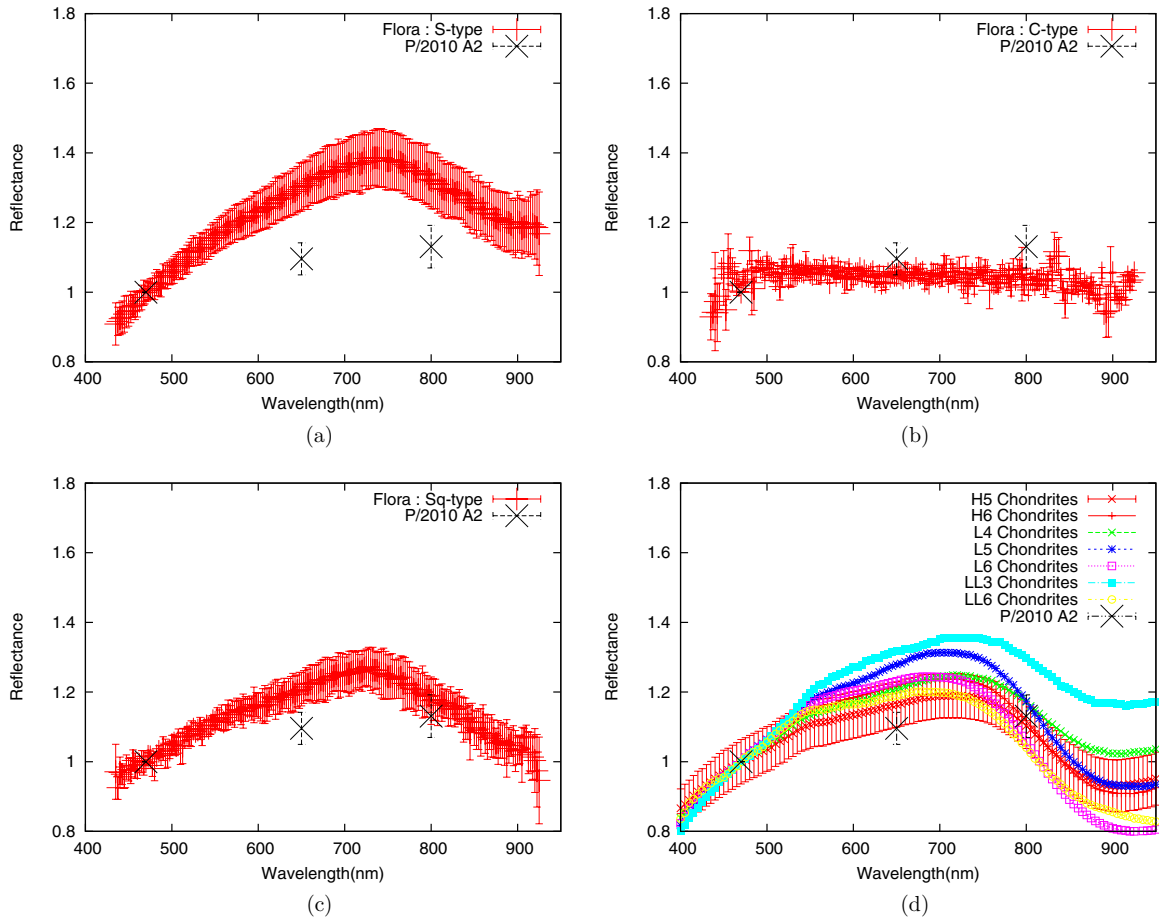 1.8
1.6
1.4
1.2
1
0.8
Reflectance
400 500 600 700 800 900
Wavelength(nm)
Flora : S-type
P/2010 A2
(a)
1.8
1.6
1.4
1.2
1
0.8
Reflectance
400 500 600 700 800 900
Wavelength(nm)
Flora : C-type
P/2010 A2
(b)
1.8
1.6
1.4
1.2
1
0.8
Reflectance
400 500 600 700 800 900
Wavelength(nm)
Flora : Sq-type
P/2010 A2
(c)
1.8
1.6
1.4
1.2
1
0.8
Reflectance
400 500 600 700 800 900
Wavelength(nm)
H5 Chondrites
H6 Chondrites
L4 Chondrites
L5 Chondrites
L6 Chondrites
LL3 Chondrites
LL6 Chondrites
P/2010 A2
(d)